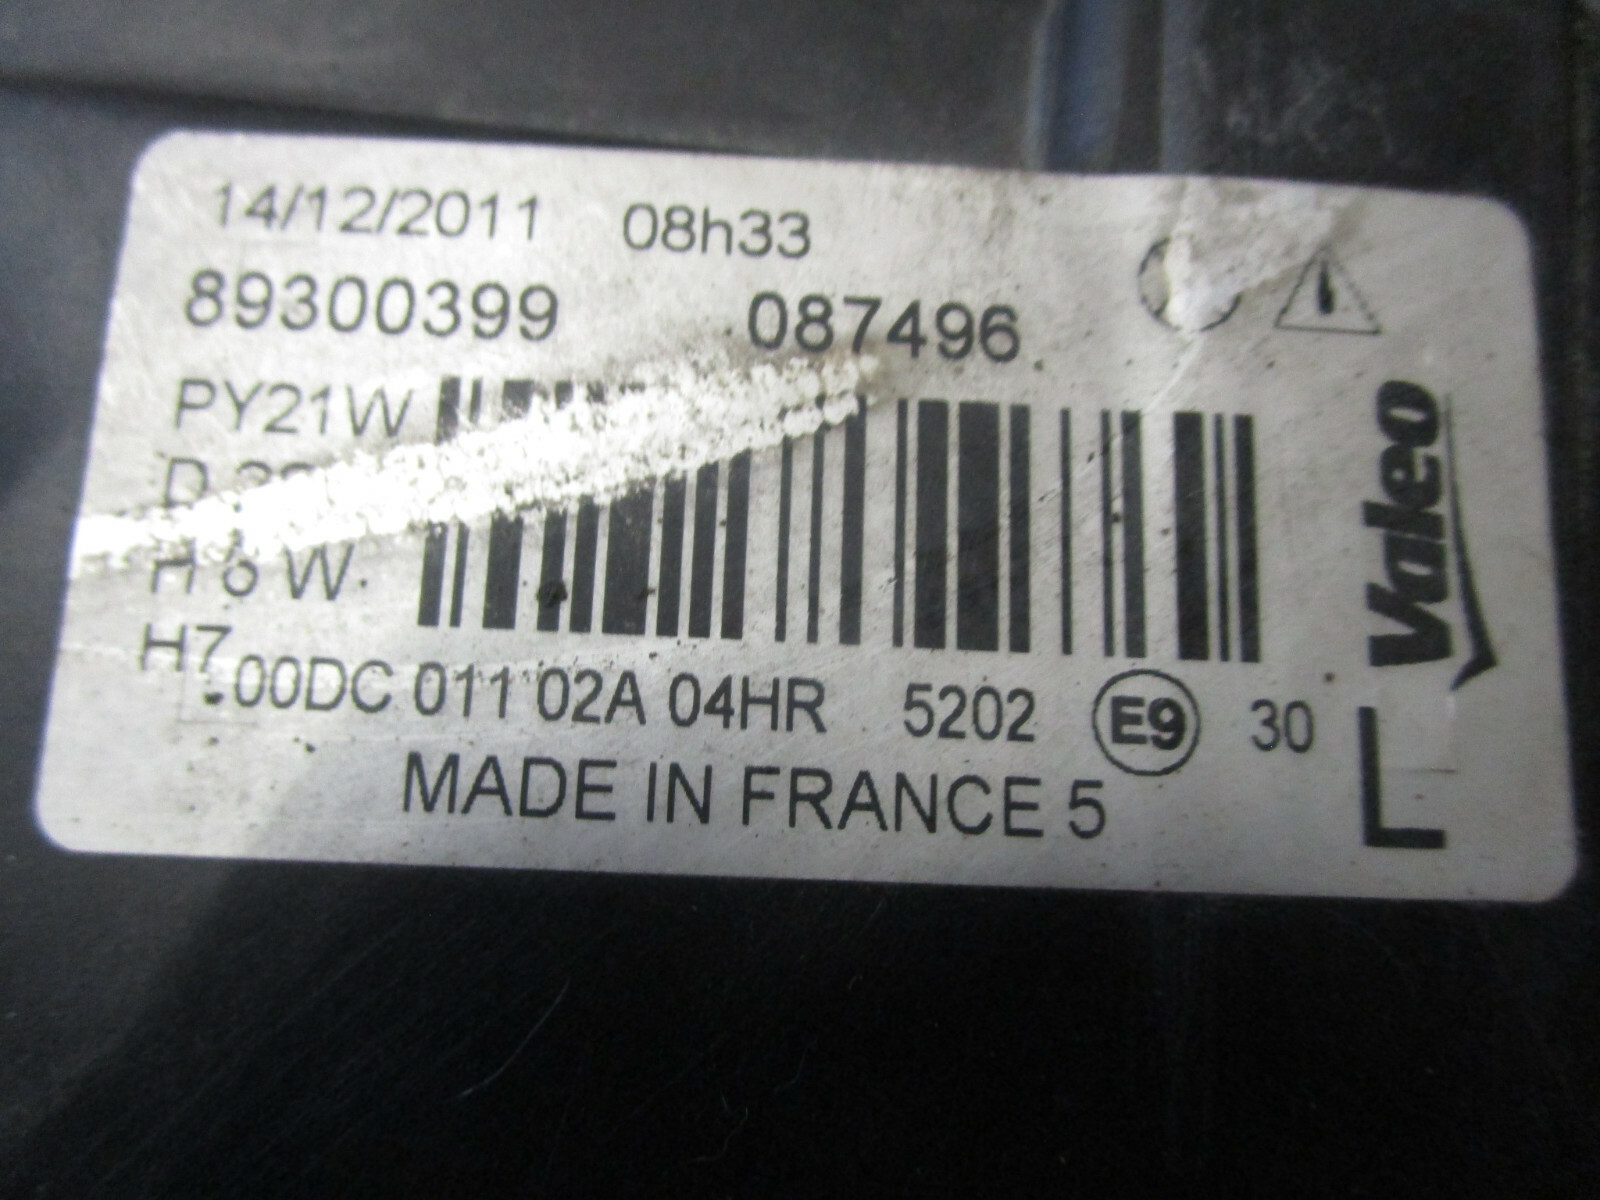 14/12/2011 08h33
89300399 087496
PY21W
H 6 W
H7
00DC 011 02A 04HR 5202 E9 30
MADE IN FRANCE 5
Valeo
L